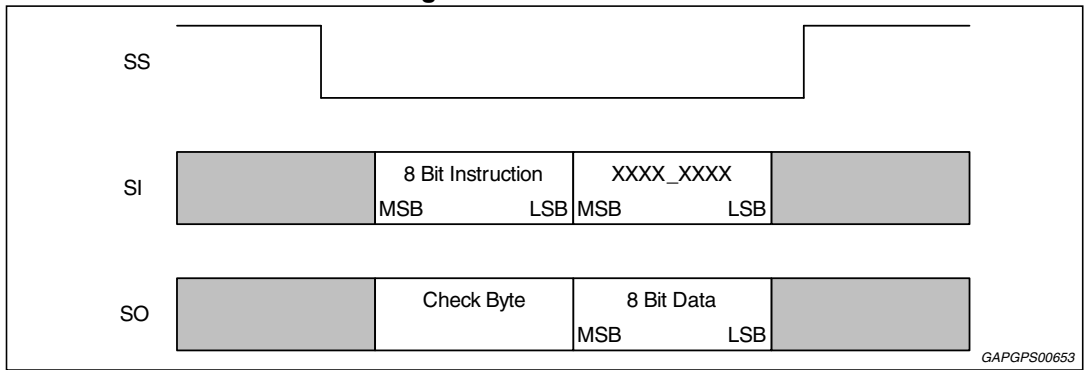 SS
SI
8 Bit Instruction
XXXX_XXXX
MSB LSB MSB LSB
SO
Check Byte
8 Bit Data
MSB LSB
GAPGPS00653